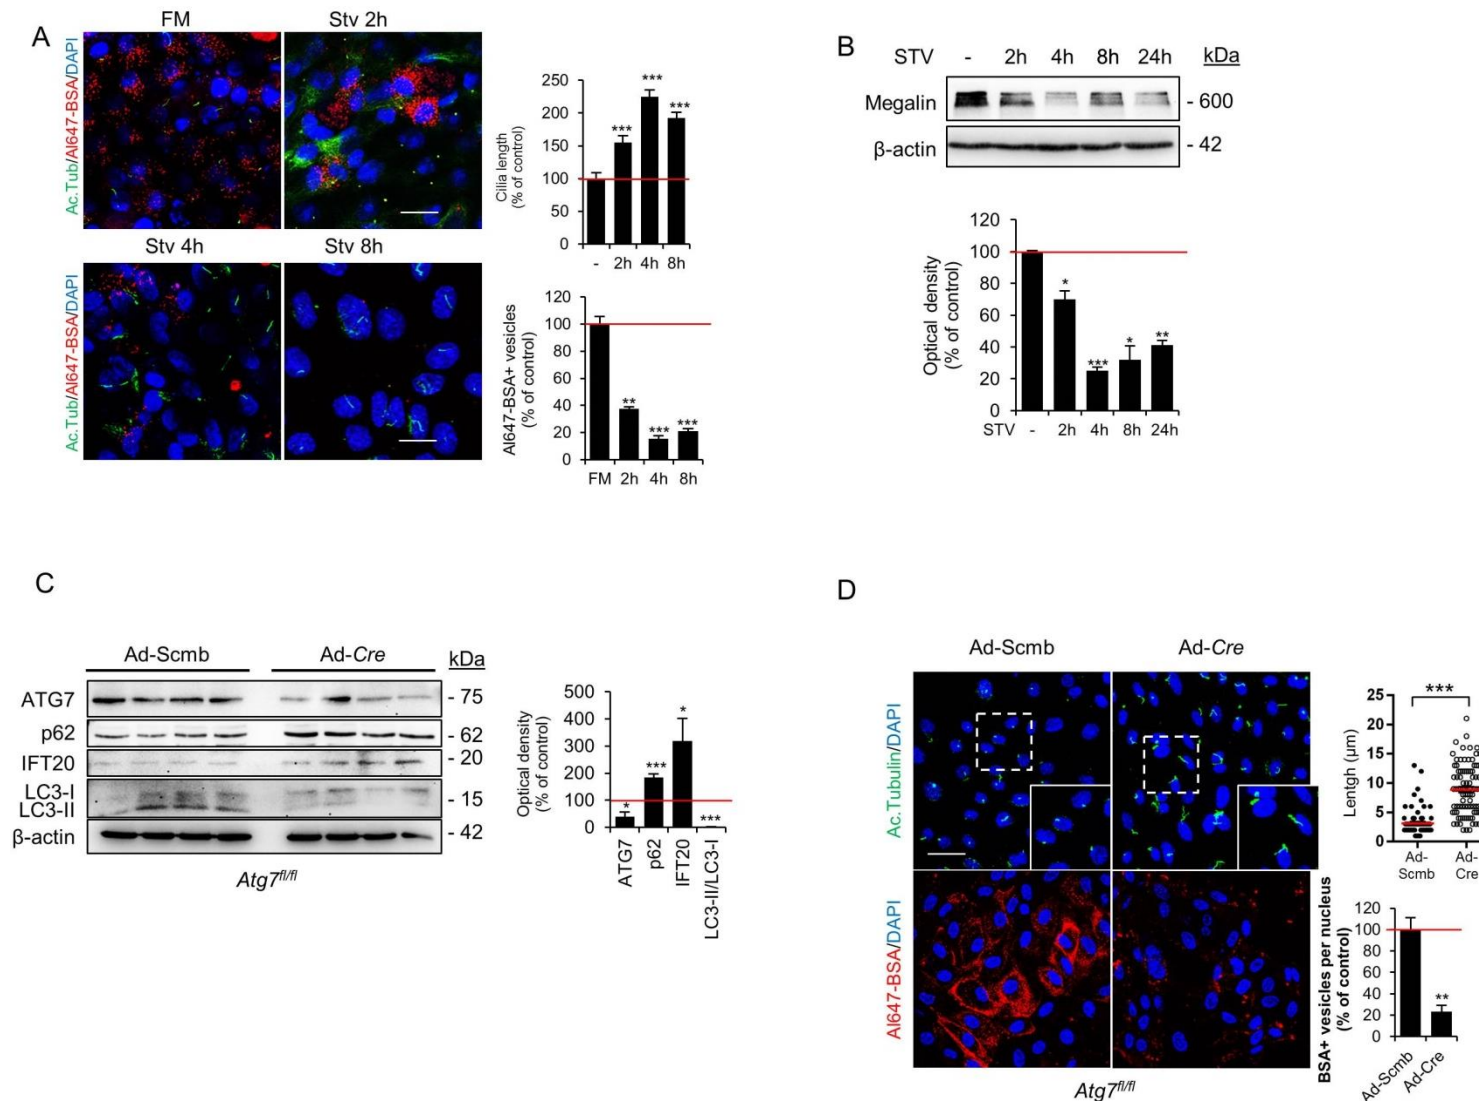 A
FM
Stv 2h
Ac.Tub/Al647-BSA/DAPI
Stv 4h
Stv 8h
Ac.Tub/Al647-BSA/DAPI
Cilia length
(% of control)
250
200
150
100
50
0
***
***
***
- 2h 4h 8h
Al647-BSA+ vesicles
(% of control)
120
100
80
60
40
20
0
**
***
***
FM 2h 4h 8h
B
STV - 2h 4h 8h 24h kDa
Megalin - 600
β-actin - 42
Optical density
(% of control)
120
100
80
60
40
20
0
*
***
*
**
STV - 2h 4h 8h 24h
C
Ad-Scmb Ad-Cre kDa
ATG7 - 75
p62 - 62
IFT20 - 20
LC3-I
LC3-II - 15
β-actin - 42
Atg7fl/fl
Optical density
(% of control)
500
400
300
200
100
0
*
***
*
***
ATG7
p62
IFT20
LC3-II/LC3-I
D
Ad-Scmb Ad-Cre
Ac.Tubulin/DAPI
Al647-BSA/DAPI
Atg7fl/fl
Lentgh (µm)
25
20
15
10
5
0
***
Ad-
Scmb
Ad-
Cre
BSA+ vesicles per nucleus
(% of control)
120
100
80
60
40
20
0
**
Ad-Scmb
Ad-Cre